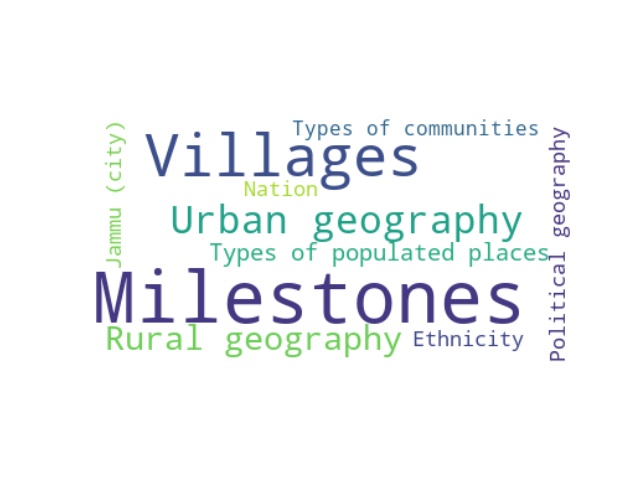 Types of communities
Villages
Jammu (city)
Nation
Urban geography
Types of populated places
Political geography
Milestones
Rural geography
Ethnicity